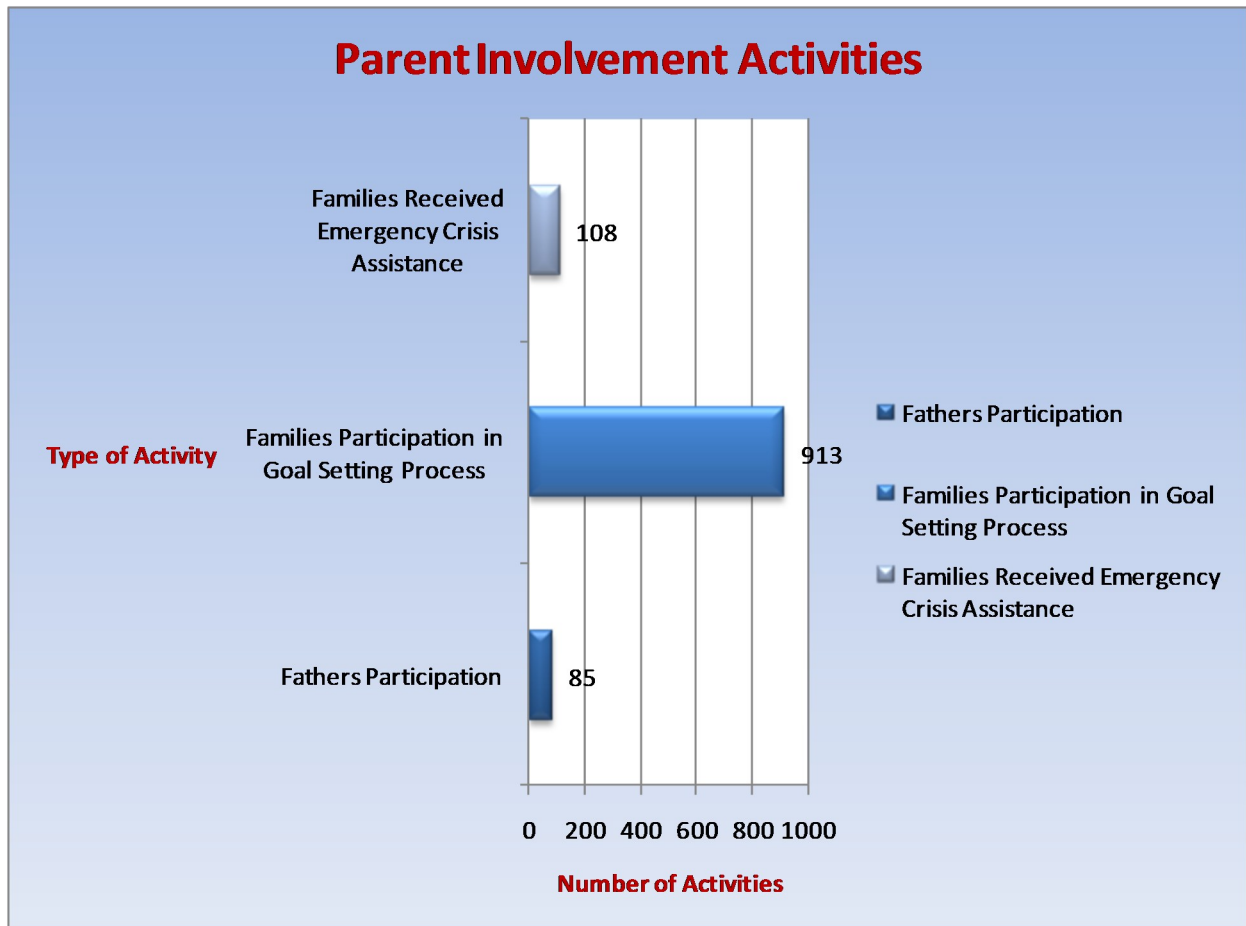 Parent Involvement Activities
Families Received
Emergency Crisis
Assistance
108
Type of Activity
Families Participation in
Goal Setting Process
913
Fathers Participation
85
0 200 400 600 800 1000
Number of Activities
Fathers Participation
Families Participation in Goal
Setting Process
Families Received Emergency
Crisis Assistance